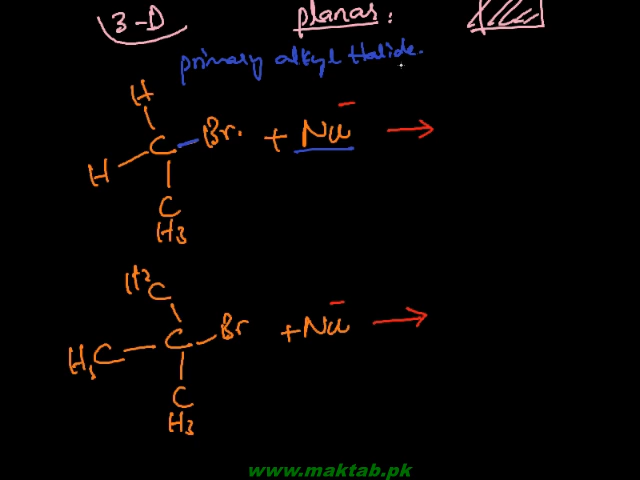 3-D planar:
primary alkyl Halide.
H
H C Br. + Nu⁻ →
C
H3
H3C
H3C C Br + Nu⁻ →
C
H3
www.maktab.pk